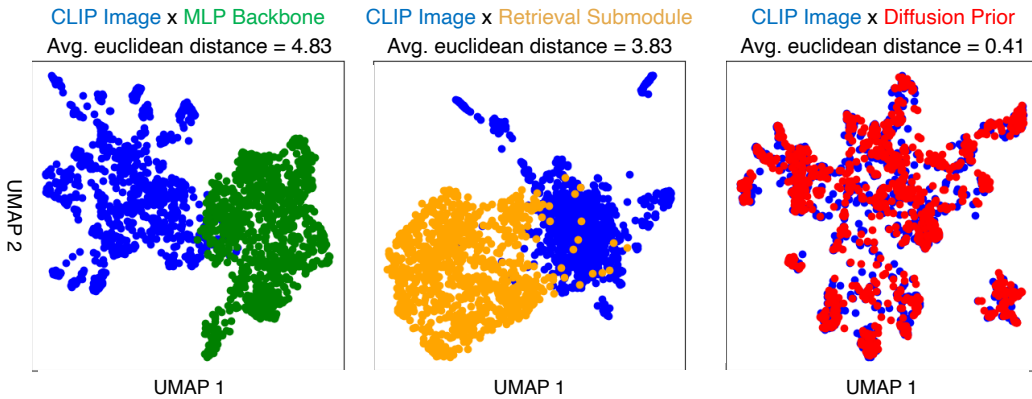 CLIP Image x MLP Backbone
Avg. euclidean distance = 4.83
CLIP Image x Retrieval Submodule
Avg. euclidean distance = 3.83
CLIP Image x Diffusion Prior
Avg. euclidean distance = 0.41
UMAP 2
UMAP 1
UMAP 1
UMAP 1